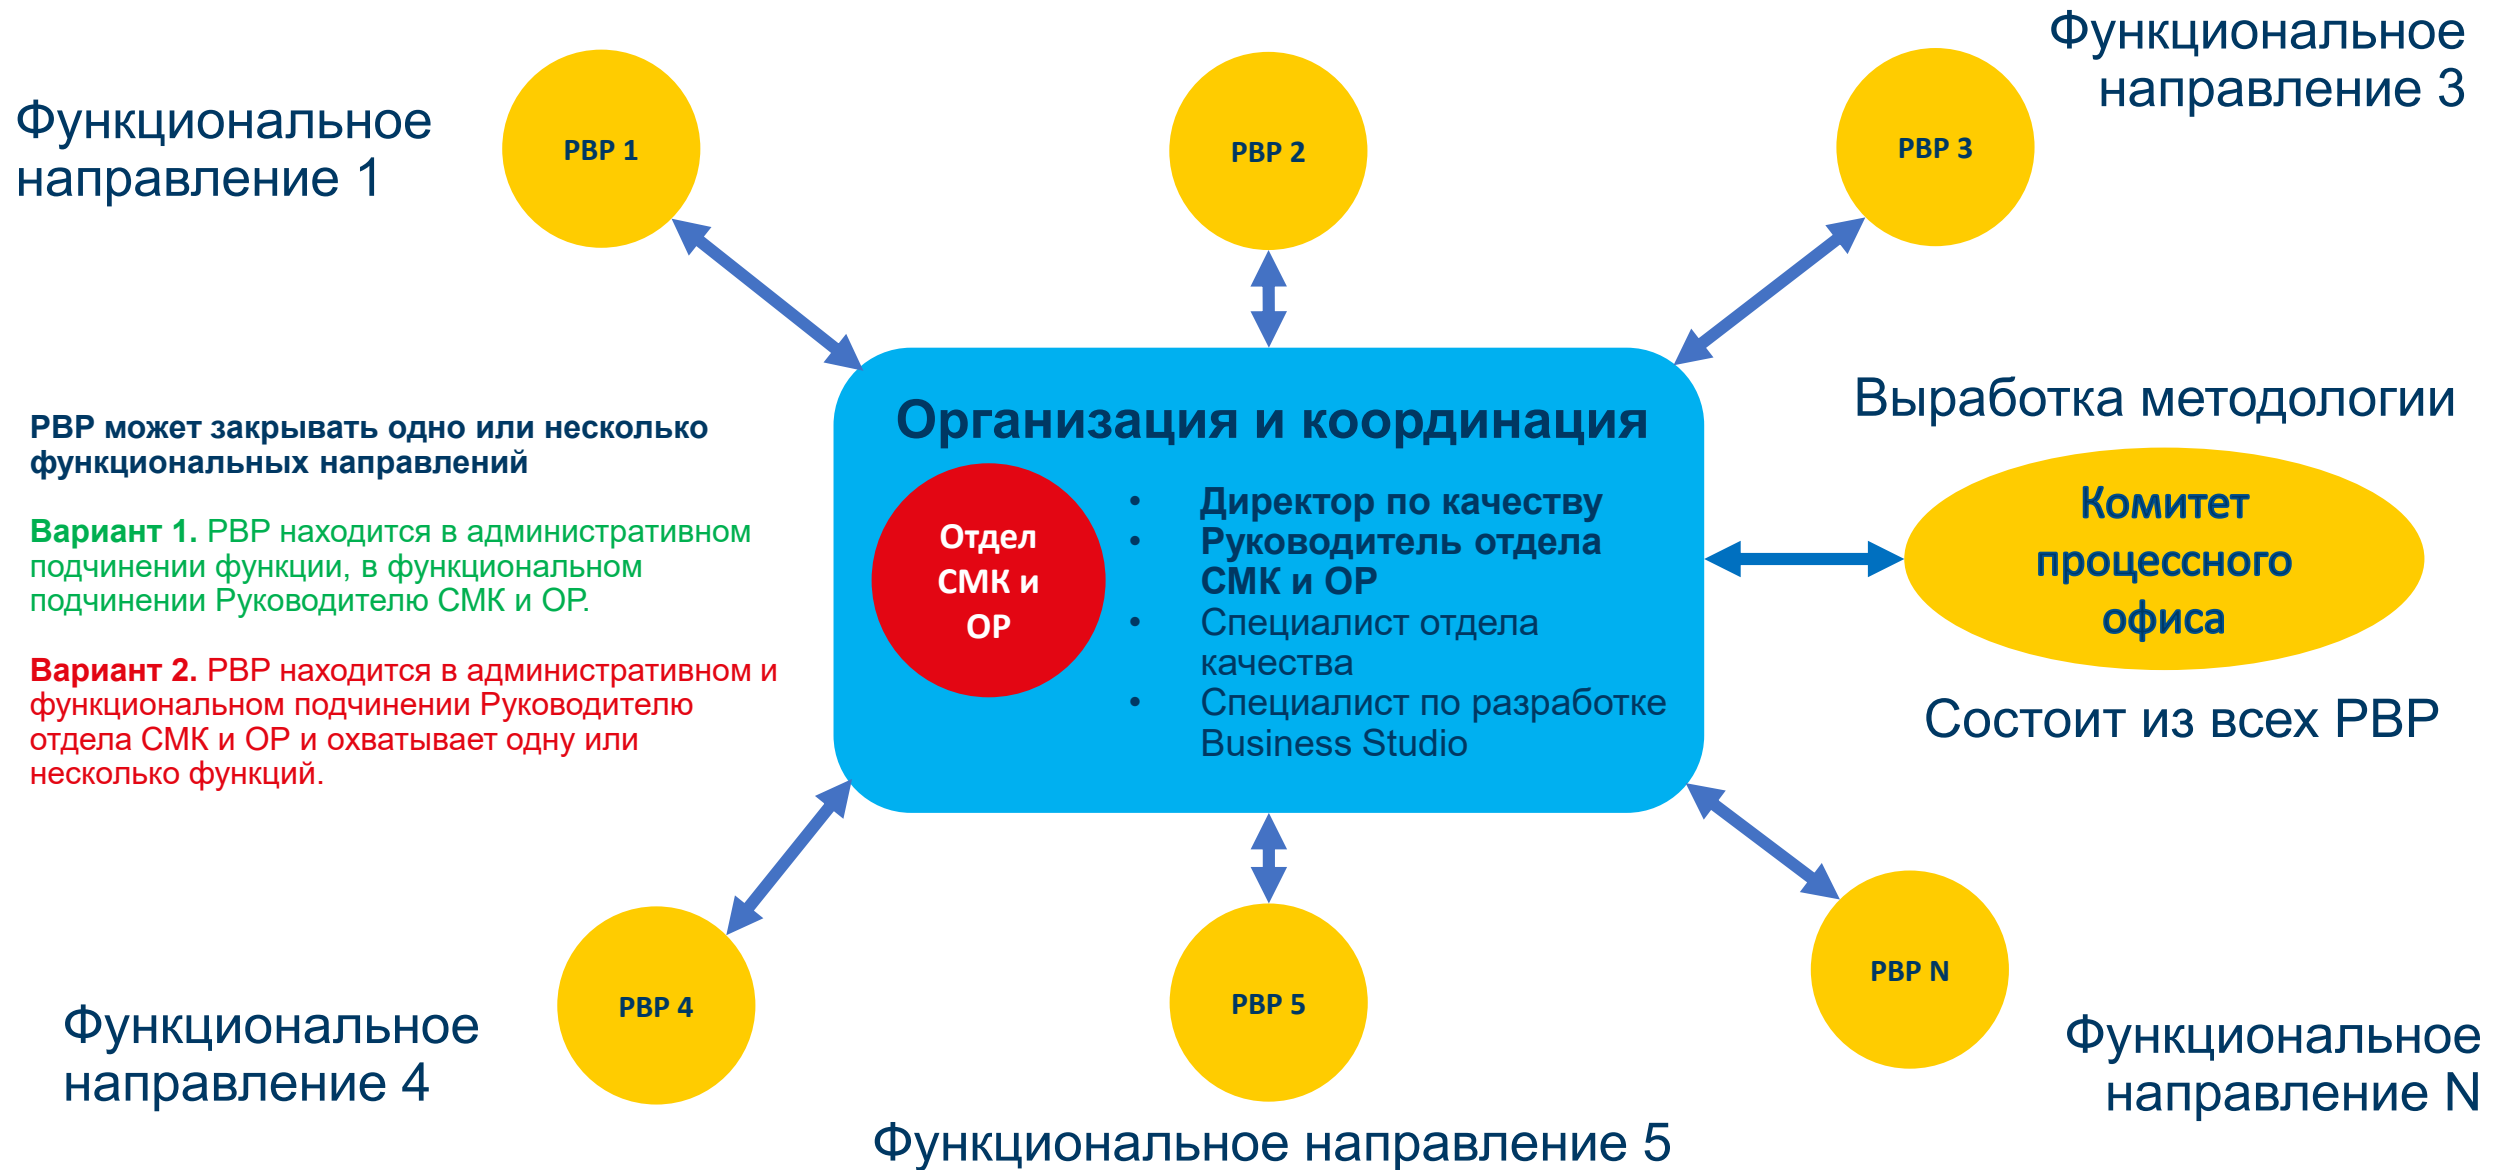 Функциональное
направление 1
РВР 1
РВР 2
РВР 3
Функциональное
направление 3
РВР может закрывать одно или несколько
функциональных направлений
Вариант 1. РВР находится в административном
подчинении функции, в функциональном
подчинении Руководителю СМК и ОР.
Вариант 2. РВР находится в административном и
функциональном подчинении Руководителю
отдела СМК и ОР и охватывает одну или
несколько функций.
Организация и координация
Отдел
СМК и
ОР
• Директор по качеству
• Руководитель отдела
СМК и ОР
• Специалист отдела
качества
• Специалист по разработке
Business Studio
Выработка методологии
Комитет
процессного
офиса
Состоит из всех РВР
РВР 4
Функциональное
направление 4
РВР 5
Функциональное направление 5
РВР N
Функциональное
направление N